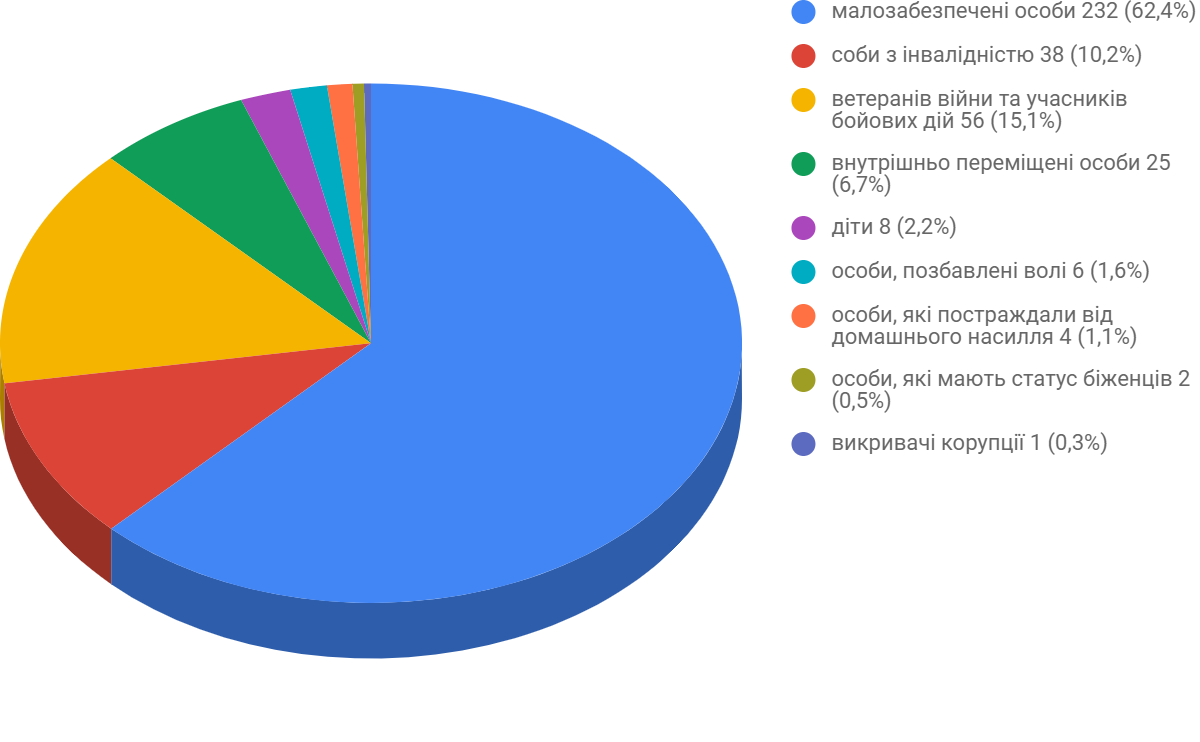 малозабезпечені особи 232 (62,4%)
соби з інвалідністю 38 (10,2%)
ветеранів війни та учасників
бойових дій 56 (15,1%)
внутрішньо переміщені особи 25
(6,7%)
діти 8 (2,2%)
особи, позбавлені волі 6 (1,6%)
особи, які постраждали від
домашнього насилля 4 (1,1%)
особи, які мають статус біженців 2
(0,5%)
викривачі корупції 1 (0,3%)